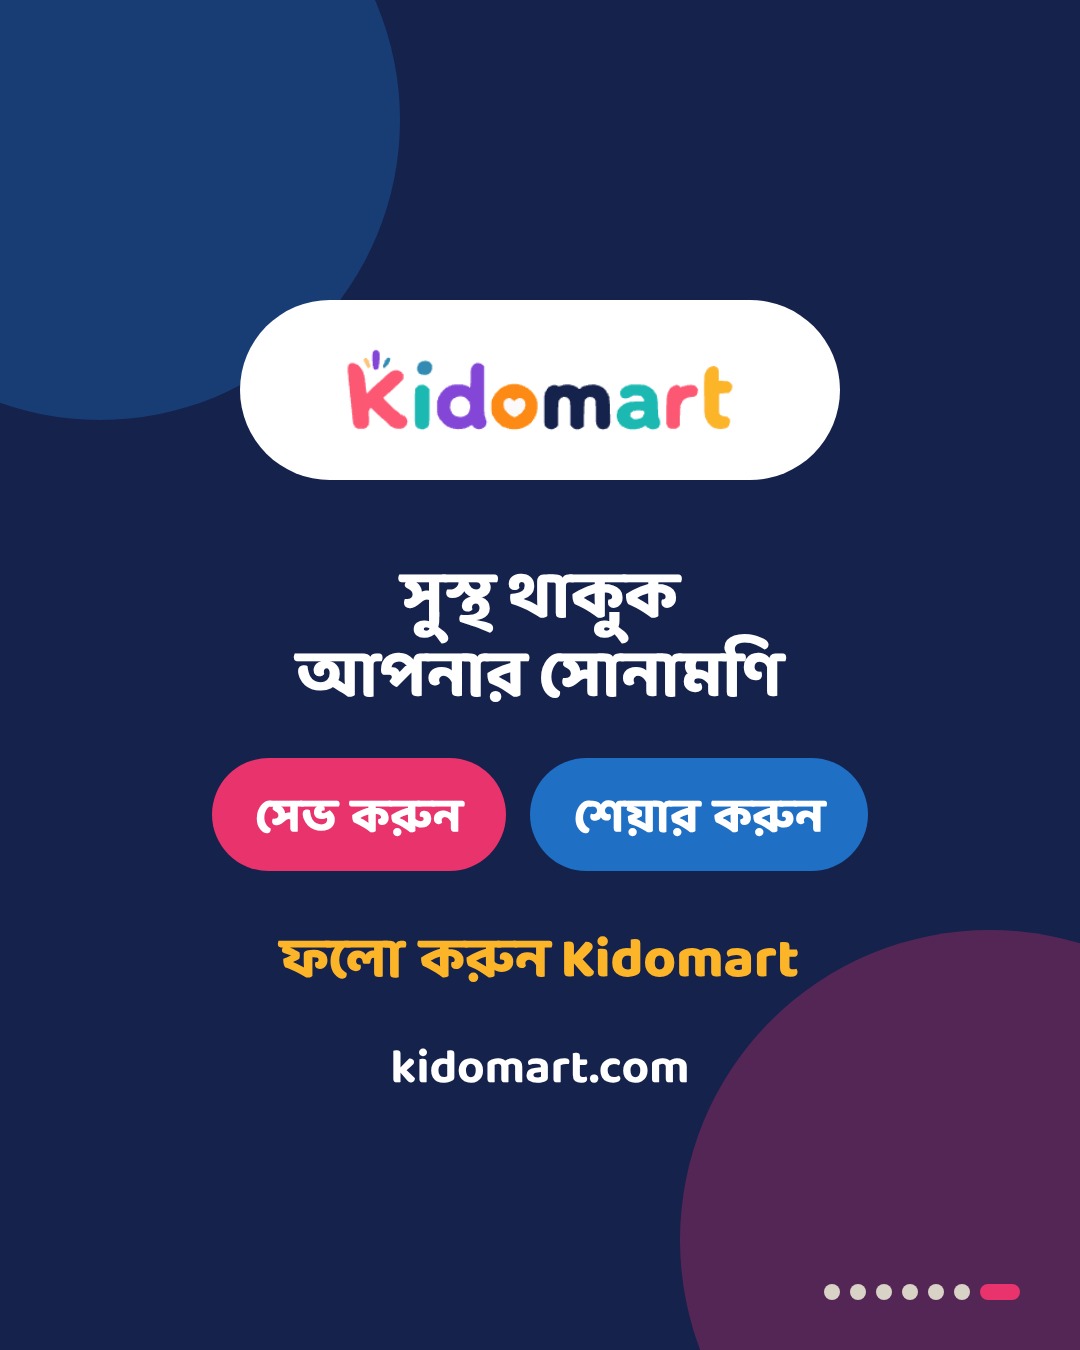 Kidomart
সুস্থ থাকুক
আপনার সোনামণি
সেভ করুন
শেয়ার করুন
ফলো করুন Kidomart
kidomart.com